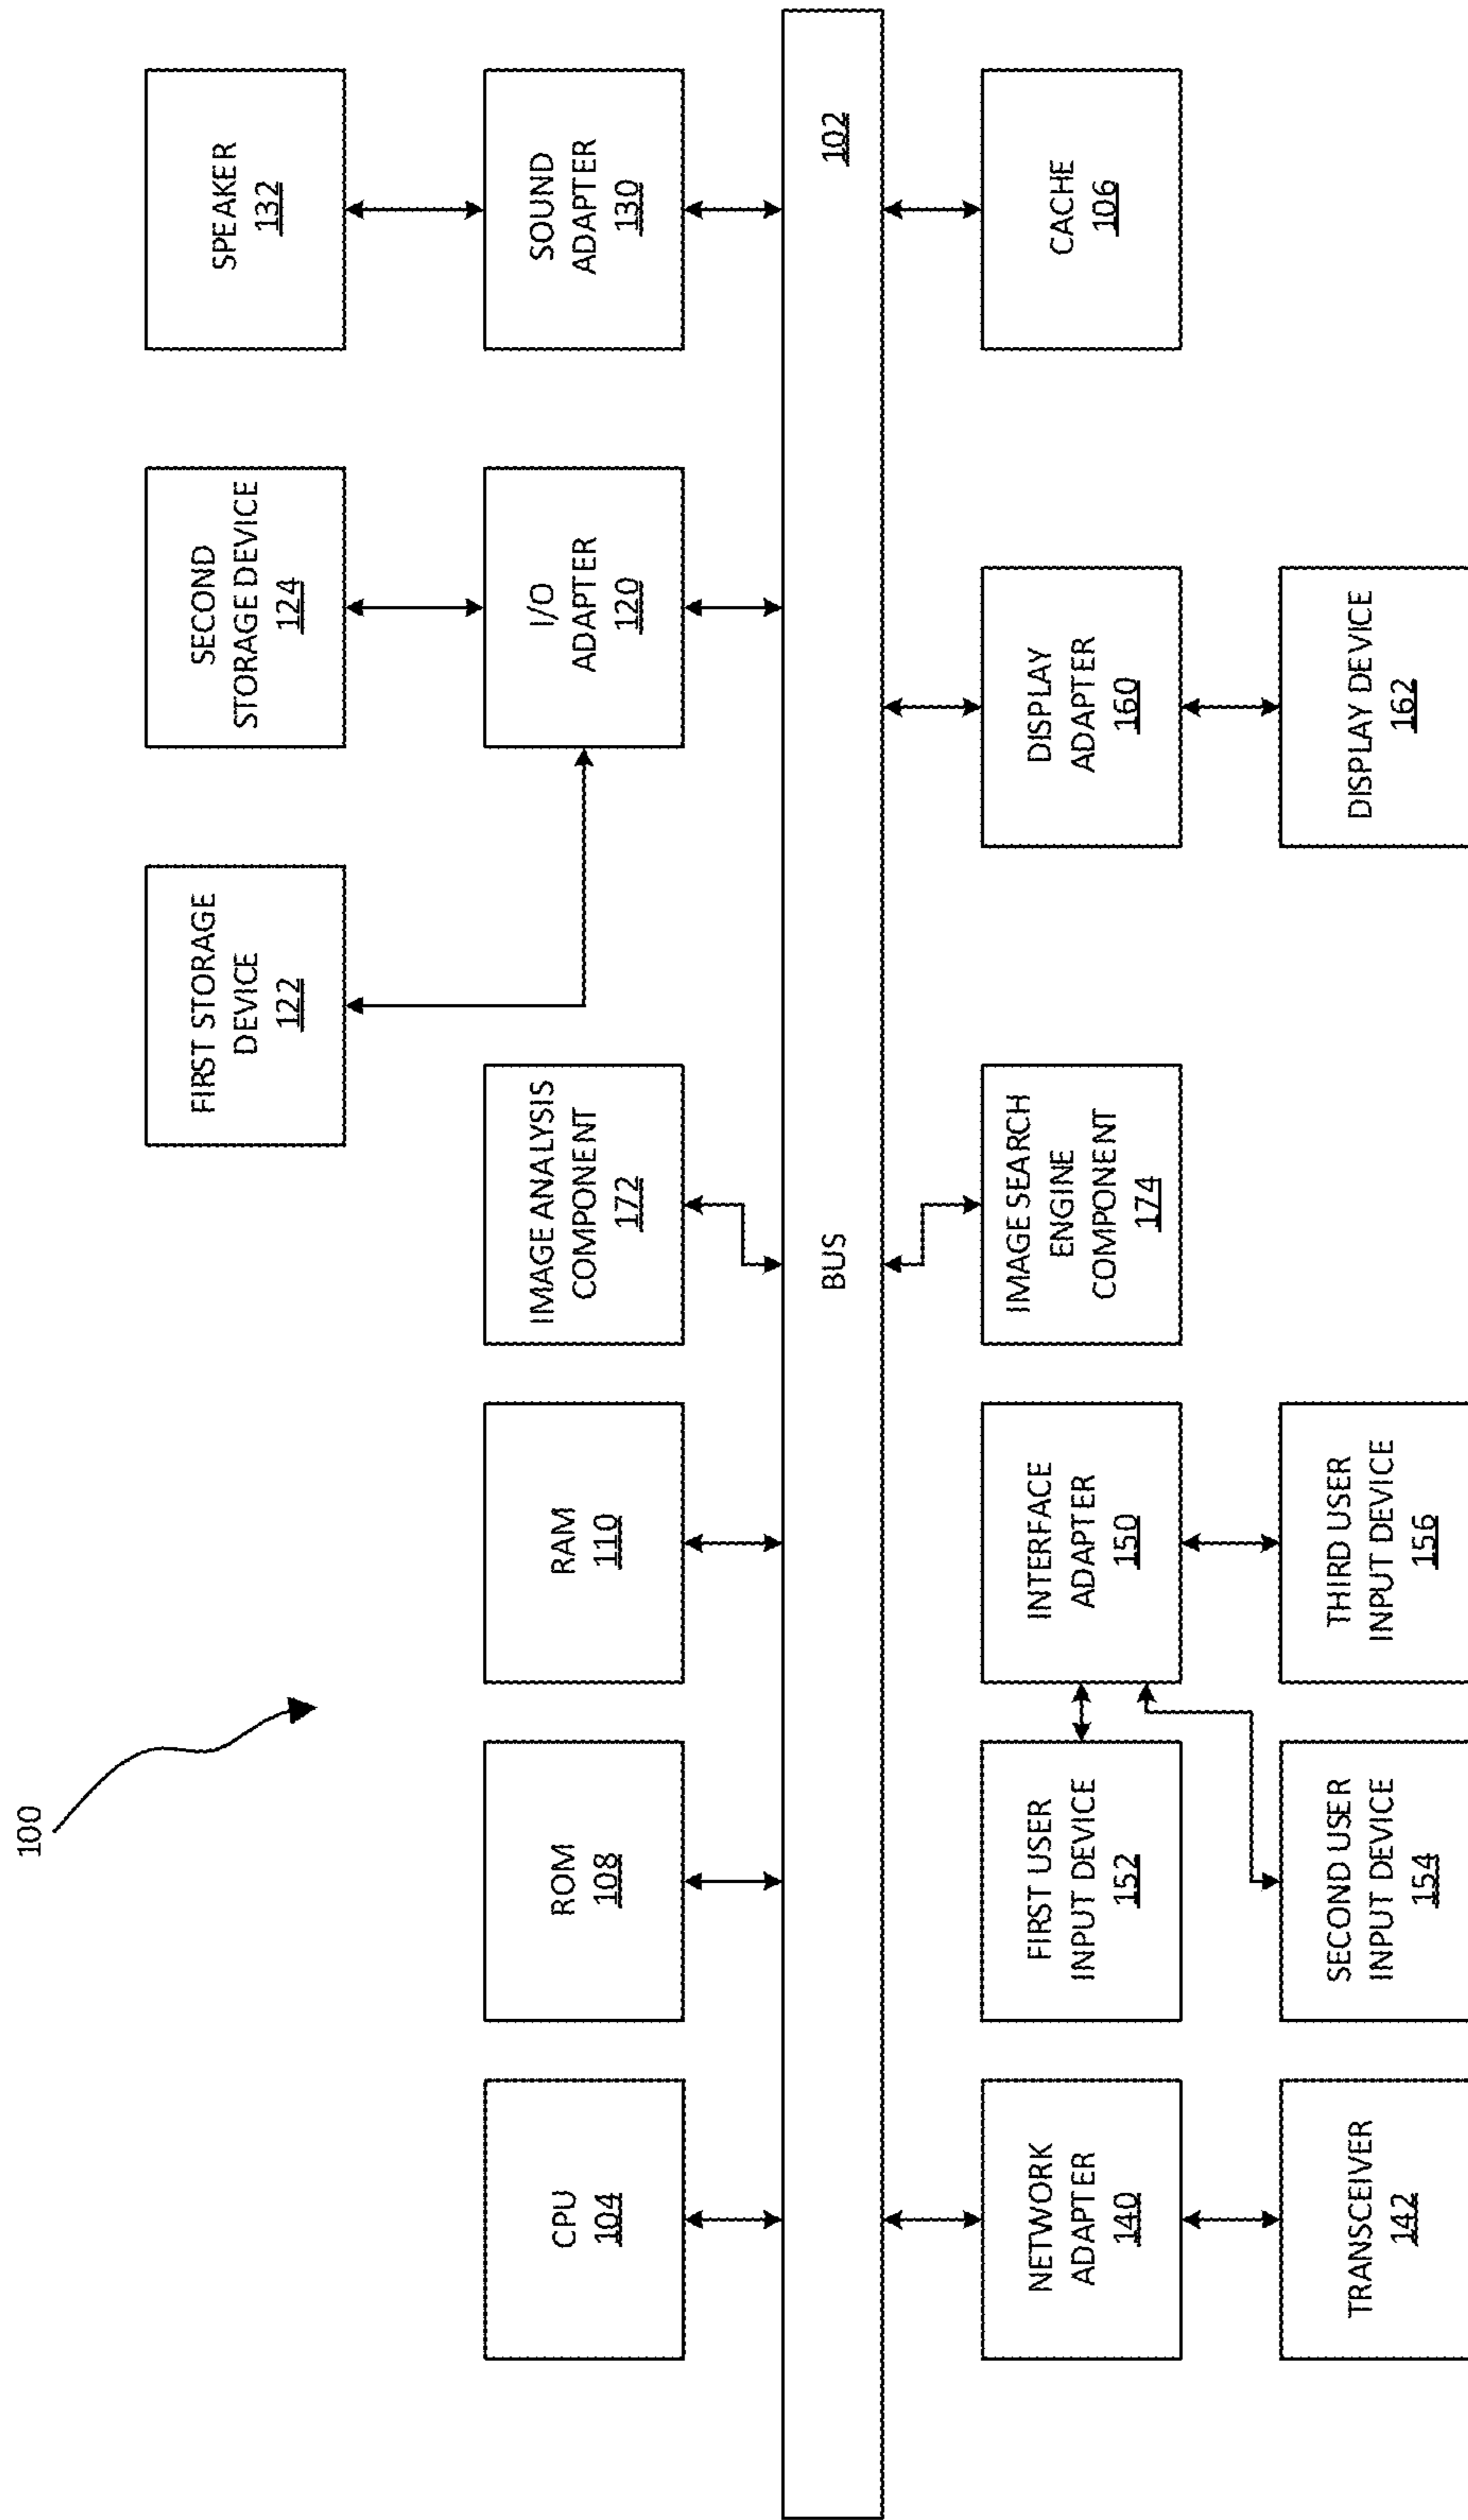 100
FIRST STORAGE
DEVICE
122
SECOND
STORAGE DEVICE
124
SPEAKER
132
CPU
104
ROM
108
RAM
110
IMAGE ANALYSIS
COMPONENT
172
I/O
ADAPTER
120
SOUND
ADAPTER
130
BUS
102
NETWORK
ADAPTER
140
FIRST USER
INPUT DEVICE
152
INTERFACE
ADAPTER
150
IMAGE SEARCH
ENGINE
COMPONENT
174
DISPLAY
ADAPTER
160
CACHE
106
TRANSCEIVER
142
SECOND USER
INPUT DEVICE
154
THIRD USER
INPUT DEVICE
156
DISPLAY DEVICE
162